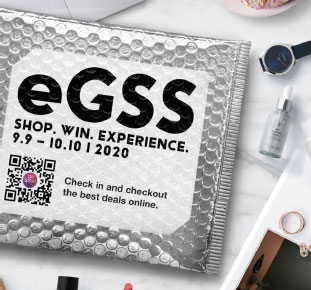 eGSS
SHOP. WIN. EXPERIENCE.
9.9 – 10.10 | 2020
Check in and checkout
the best deals online.